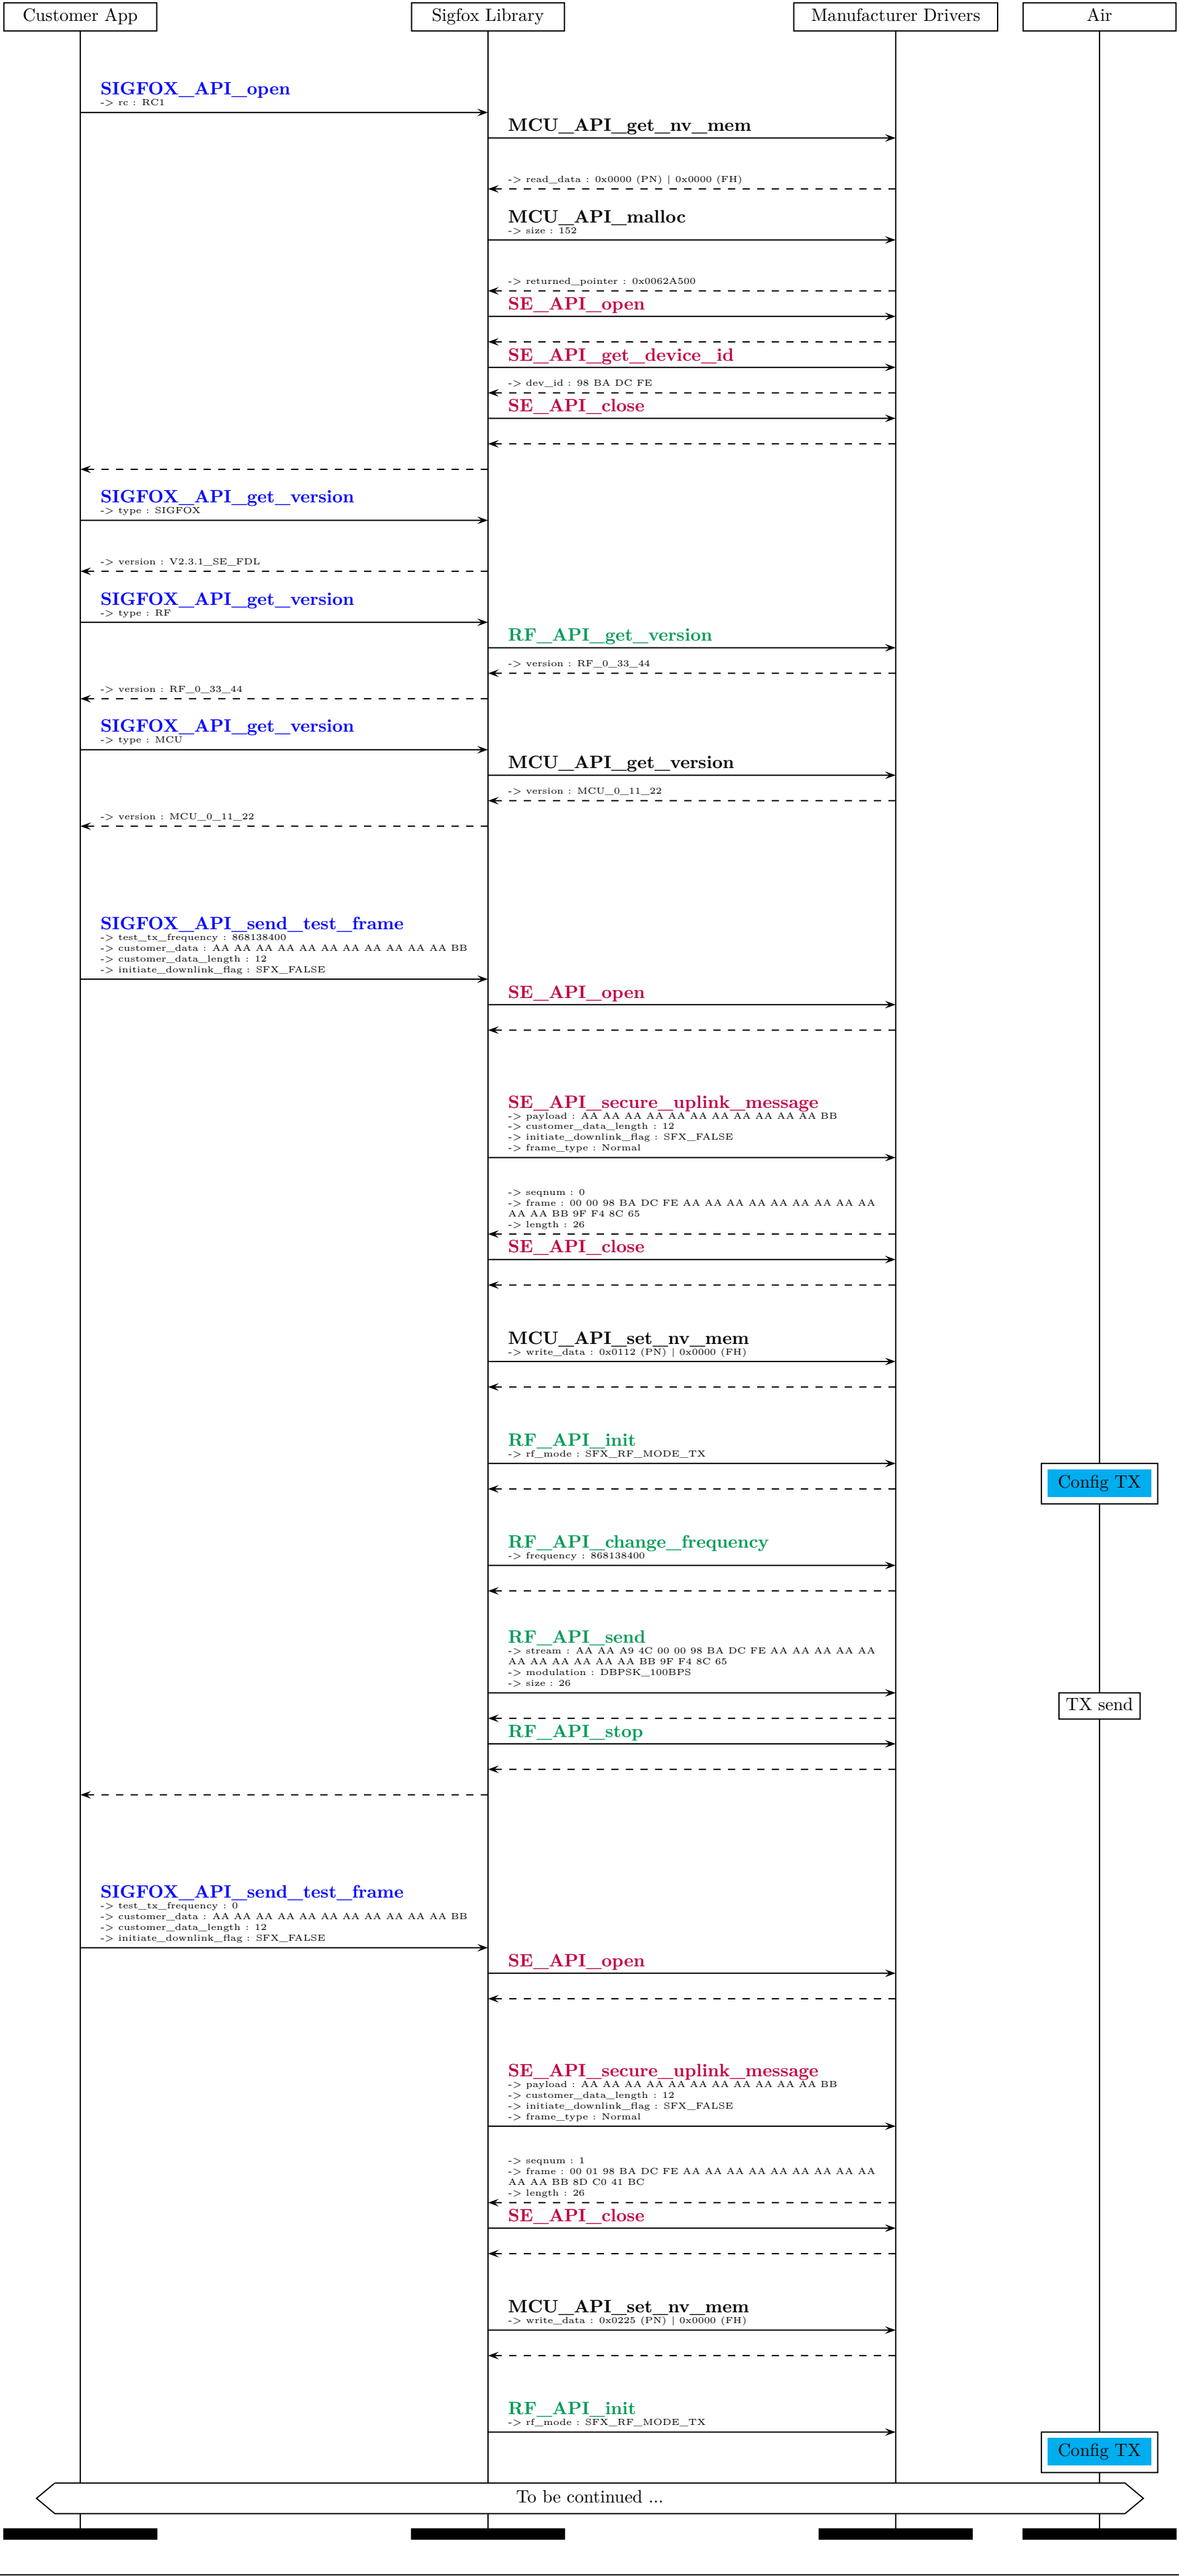 Customer App
Sigfox Library
Manufacturer Drivers
Air
SIGFOX_API_open
-> rc : RC1
MCU_API_get_nv_mem
-> read_data : 0x0000 (PN) | 0x0000 (FH)
MCU_API_malloc
-> size : 152
-> returned_pointer : 0x0062A500
SE_API_open
SE_API_get_device_id
-> dev_id : 98 BA DC FE
SE_API_close
SIGFOX_API_get_version
-> type : SIGFOX
-> version : V2.3.1_SE_FDL
SIGFOX_API_get_version
-> type : RF
RF_API_get_version
-> version : RF_0_33_44
-> version : RF_0_33_44
SIGFOX_API_get_version
-> type : MCU
MCU_API_get_version
-> version : MCU_0_11_22
-> version : MCU_0_11_22
SIGFOX_API_send_test_frame
-> test_tx_frequency : 868138400
-> customer_data : AA AA AA AA AA AA AA AA AA AA AA BB
-> customer_data_length : 12
-> initiate_downlink_flag : SFX_FALSE
SE_API_open
SE_API_secure_uplink_message
-> payload : AA AA AA AA AA AA AA AA AA AA AA BB
-> customer_data_length : 12
-> initiate_downlink_flag : SFX_FALSE
-> frame_type : Normal
-> seqnum : 0
-> frame : 00 00 98 BA DC FE AA AA AA AA AA AA AA AA AA
AA AA BB 9F F4 8C 65
-> length : 26
SE_API_close
MCU_API_set_nv_mem
-> write_data : 0x0112 (PN) | 0x0000 (FH)
RF_API_init
-> rf_mode : SFX_RF_MODE_TX
Config TX
RF_API_change_frequency
-> frequency : 868138400
RF_API_send
-> stream : AA AA A9 4C 00 00 98 BA DC FE AA AA AA AA AA
AA AA AA AA AA AA BB 9F F4 8C 65
-> modulation : DBPSK_100BPS
-> size : 26
TX send
RF_API_stop
SIGFOX_API_send_test_frame
-> test_tx_frequency : 0
-> customer_data : AA AA AA AA AA AA AA AA AA AA AA BB
-> customer_data_length : 12
-> initiate_downlink_flag : SFX_FALSE
SE_API_open
SE_API_secure_uplink_message
-> payload : AA AA AA AA AA AA AA AA AA AA AA BB
-> customer_data_length : 12
-> initiate_downlink_flag : SFX_FALSE
-> frame_type : Normal
-> seqnum : 1
-> frame : 00 01 98 BA DC FE AA AA AA AA AA AA AA AA AA
AA AA BB 8D C0 41 BC
-> length : 26
SE_API_close
MCU_API_set_nv_mem
-> write_data : 0x0225 (PN) | 0x0000 (FH)
RF_API_init
-> rf_mode : SFX_RF_MODE_TX
Config TX
To be continued ...